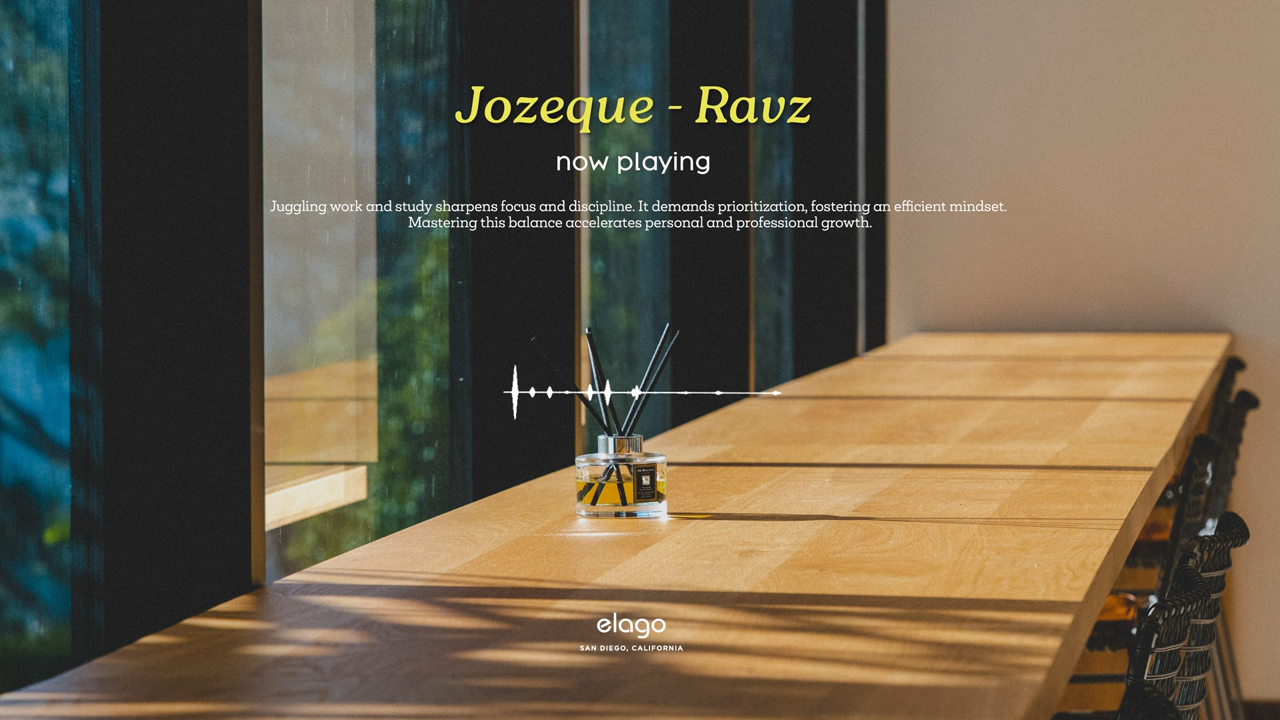 Jozeque - Ravz
now playing
Juggling work and study sharpens focus and discipline. It demands prioritization, fostering an efficient mindset.
Mastering this balance accelerates personal and professional growth.
elago
SAN DIEGO, CALIFORNIA